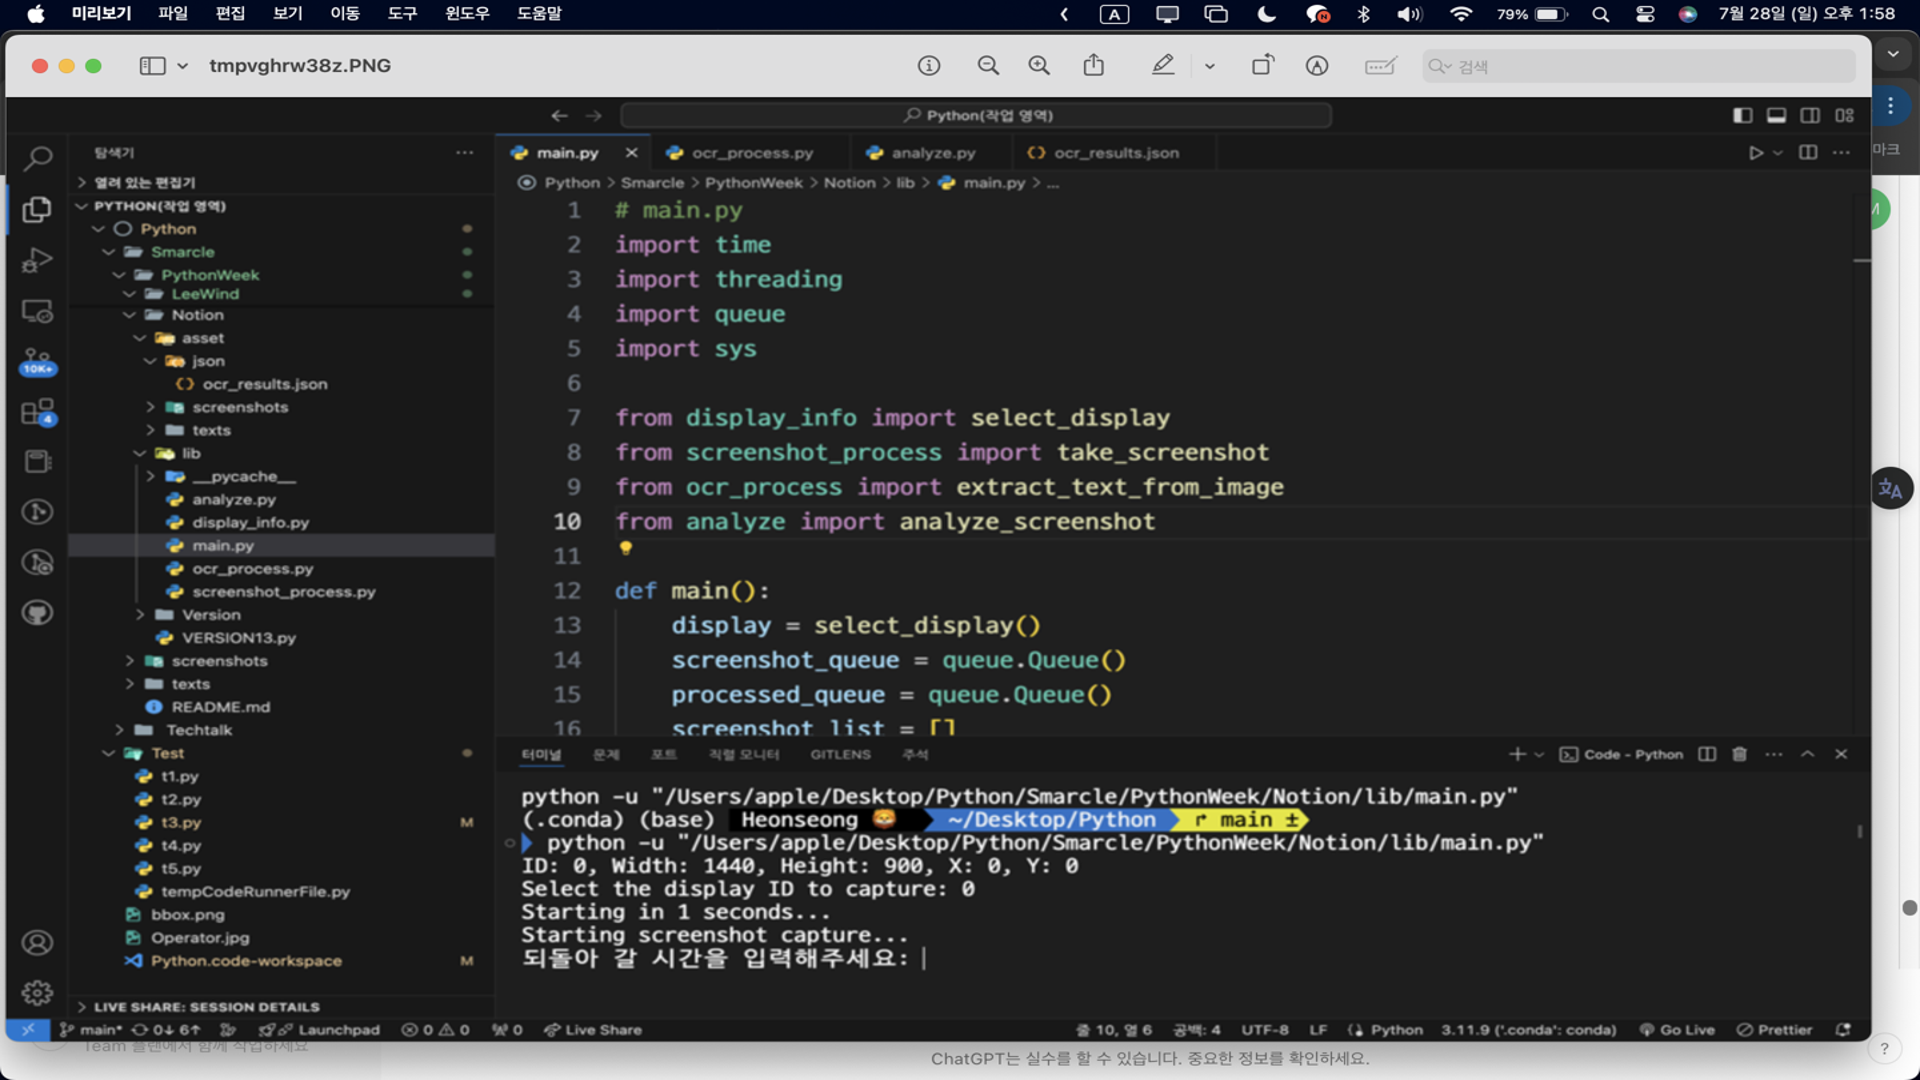 미리보기 파일 편집 보기 이동 도구 윈도우 도움말 A N 79% 7월 28일 (일) 오후 1:58
tmpvghrw38z.PNG 검색
Python(작업 영역)
마크
탐색기
main.py ocr_process.py analyze.py ocr_results.json
열려 있는 편집기
Python > Smarcle > PythonWeek > Notion > lib > main.py > ...
PYTHON(작업 영역)
Python
Smarcle
PythonWeek
LeeWind
Notion
asset
json
ocr_results.json
screenshots
texts
lib
__pycache__
analyze.py
display_info.py
main.py
ocr_process.py
screenshot_process.py
Version
VERSION13.py
screenshots
texts
README.md
Techtalk
Test
t1.py
t2.py
t3.py M
t4.py
t5.py
tempCodeRunnerFile.py
bbox.png
Operator.jpg
Python.code-workspace M
LIVE SHARE: SESSION DETAILS
10K+
4
1 # main.py
2 import time
3 import threading
4 import queue
5 import sys
6
7 from display_info import select_display
8 from screenshot_process import take_screenshot
9 from ocr_process import extract_text_from_image
10 from analyze import analyze_screenshot
11
12 def main():
13 display = select_display()
14 screenshot_queue = queue.Queue()
15 processed_queue = queue.Queue()
16 screenshot_list = []
터미널 문제 포트 직렬 모니터 GITLENS 주석 Code - Python
python -u "/Users/apple/Desktop/Python/Smarcle/PythonWeek/Notion/lib/main.py"
(.conda) (base) Heonseong ~/Desktop/Python main ±
python -u "/Users/apple/Desktop/Python/Smarcle/PythonWeek/Notion/lib/main.py"
ID: 0, Width: 1440, Height: 900, X: 0, Y: 0
Select the display ID to capture: 0
Starting in 1 seconds...
Starting screenshot capture...
되돌아 갈 시간을 입력해주세요:
main* 0↓ 6↑ Launchpad 0 0 0 Live Share 줄 10, 열 6 공백: 4 UTF-8 LF Python 3.11.9 ('.conda': conda) Go Live Prettier
Team 플랜에서 함께 작업하세요
ChatGPT는 실수를 할 수 있습니다. 중요한 정보를 확인하세요.
?